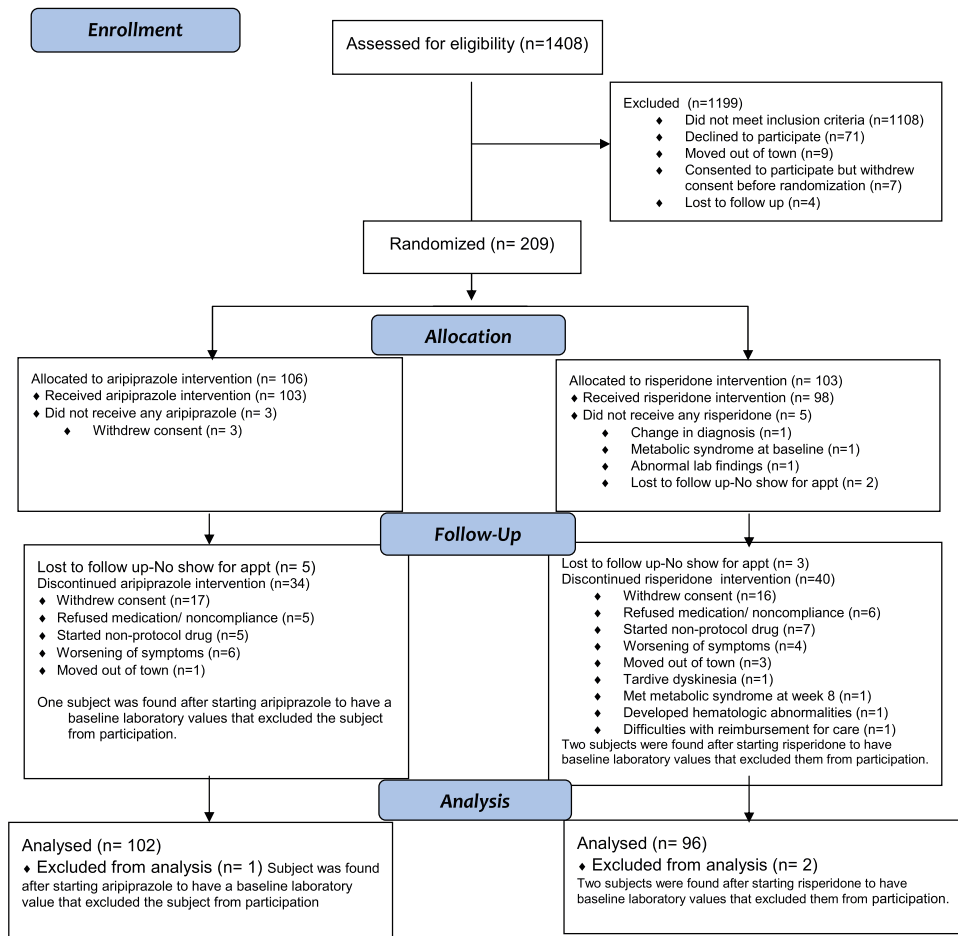 Enrollment
Assessed for eligibility (n=1408)
Excluded (n=1199)
♦ Did not meet inclusion criteria (n=1108)
♦ Declined to participate (n=71)
♦ Moved out of town (n=9)
♦ Consented to participate but withdrew
consent before randomization (n=7)
♦ Lost to follow up (n=4)
Randomized (n= 209)
Allocation
Allocated to aripiprazole intervention (n= 106)
♦ Received aripiprazole intervention (n= 103)
♦ Did not receive any aripiprazole (n= 3)
♦ Withdrew consent (n= 3)
Allocated to risperidone intervention (n= 103)
♦ Received risperidone intervention (n= 98)
♦ Did not receive any risperidone (n= 5)
♦ Change in diagnosis (n=1)
♦ Metabolic syndrome at baseline (n=1)
♦ Abnormal lab findings (n=1)
♦ Lost to follow up-No show for appt (n= 2)
Follow-Up
Lost to follow up-No show for appt (n= 5)
Discontinued aripiprazole intervention (n=34)
♦ Withdrew consent (n=17)
♦ Refused medication/ noncompliance (n=5)
♦ Started non-protocol drug (n=5)
♦ Worsening of symptoms (n=6)
♦ Moved out of town (n=1)
One subject was found after starting aripiprazole to have a
baseline laboratory values that excluded the subject
from participation.
Lost to follow up-No show for appt (n= 3)
Discontinued risperidone intervention (n=40)
♦ Withdrew consent (n=16)
♦ Refused medication/ noncompliance (n=6)
♦ Started non-protocol drug (n=7)
♦ Worsening of symptoms (n=4)
♦ Moved out of town (n=3)
♦ Tardive dyskinesia (n=1)
♦ Met metabolic syndrome at week 8 (n=1)
♦ Developed hematologic abnormalities (n=1)
♦ Difficulties with reimbursement for care (n=1)
Two subjects were found after starting risperidone to have
baseline laboratory values that excluded them from participation.
Analysis
Analysed (n= 102)
♦ Excluded from analysis (n= 1) Subject was found
after starting aripiprazole to have a baseline laboratory
value that excluded the subject from participation
Analysed (n= 96)
♦ Excluded from analysis (n= 2)
Two subjects were found after starting risperidone to have
baseline laboratory values that excluded them from participation.